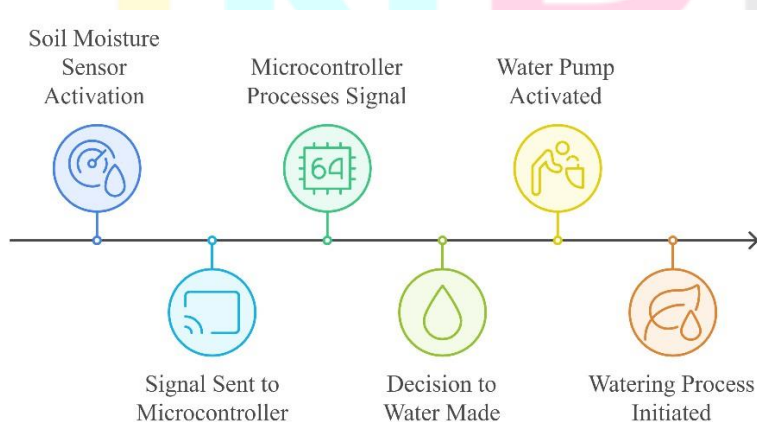 Soil Moisture
Sensor
Activation
Signal Sent to
Microcontroller
Microcontroller
Processes Signal
64
Decision to
Water Made
Water Pump
Activated
Watering Process
Initiated